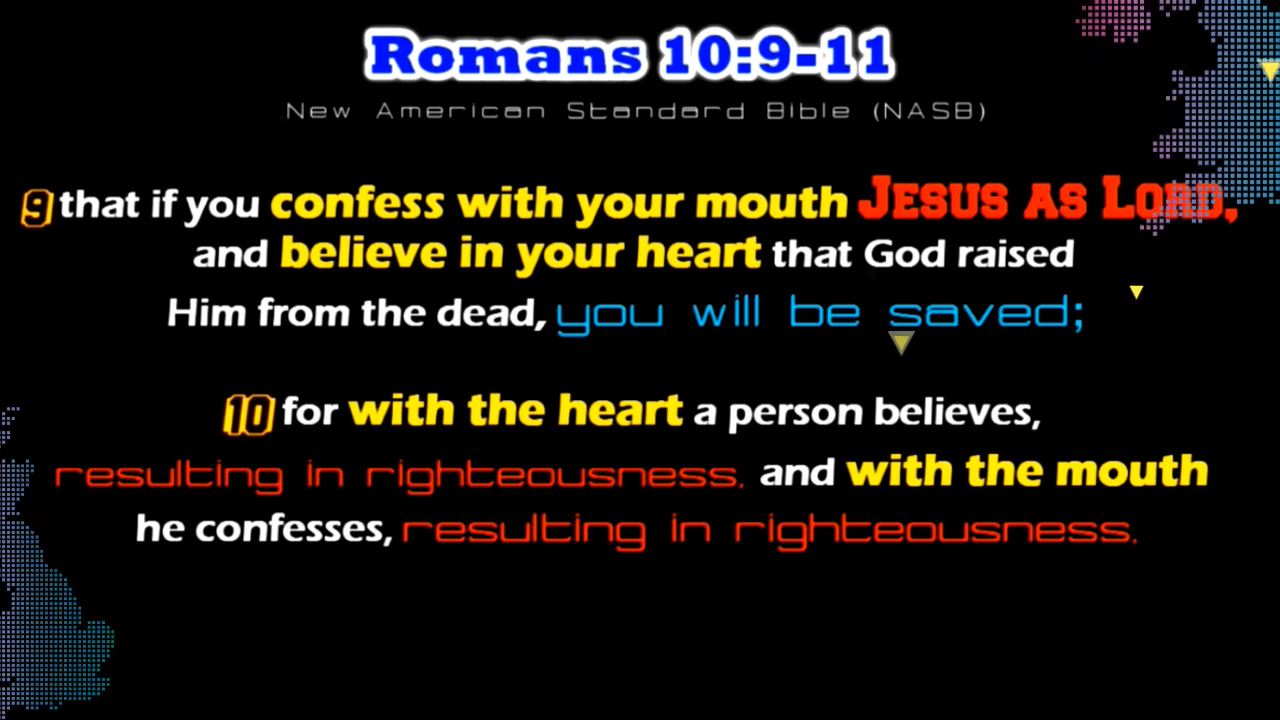 Romans 10:9-11
New American Standard Bible (NASB)
9 that if you confess with your mouth Jesus as Lord,
and believe in your heart that God raised
Him from the dead, you will be saved;
10 for with the heart a person believes,
resulting in righteousness, and with the mouth
he confesses, resulting in righteousness.